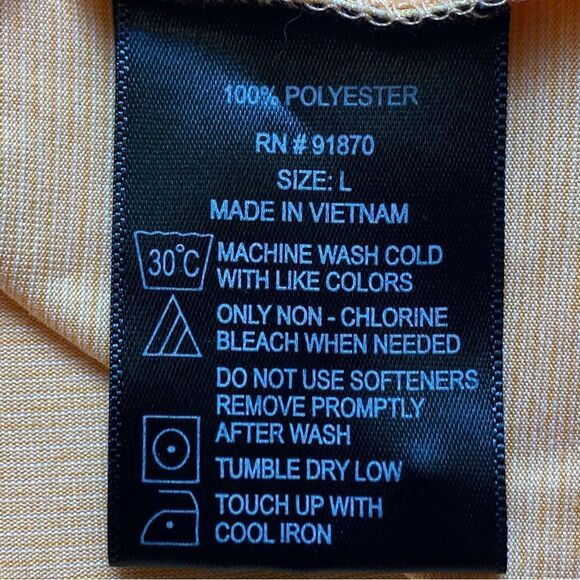 100% POLYESTER
RN # 91870
SIZE: L
MADE IN VIETNAM
30°C MACHINE WASH COLD
WITH LIKE COLORS
ONLY NON - CHLORINE
BLEACH WHEN NEEDED
DO NOT USE SOFTENERS
REMOVE PROMPTLY
AFTER WASH
TUMBLE DRY LOW
TOUCH UP WITH
COOL IRON